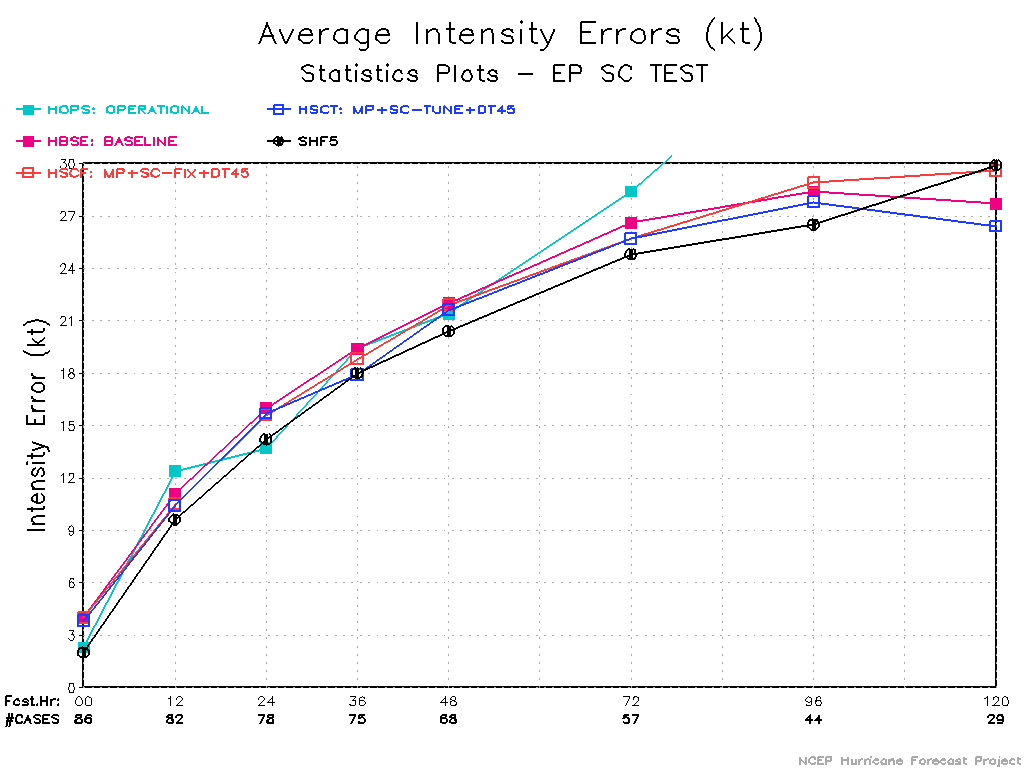 Average Intensity Errors (kt)
Statistics Plots – EP SC TEST
HOPS: OPERATIONAL
HSCT: MP+SC–TUNE+DT45
HBSE: BASELINE
SHF5
HSCF: MP+SC–FIX+DT45
30
27
24
21
18
15
12
9
6
3
0
Intensity Error (kt)
Fcst.Hr: 00 12 24 36 48 72 96 120
#CASES 86 82 78 75 68 57 44 29
NCEP Hurricane Forecast Project